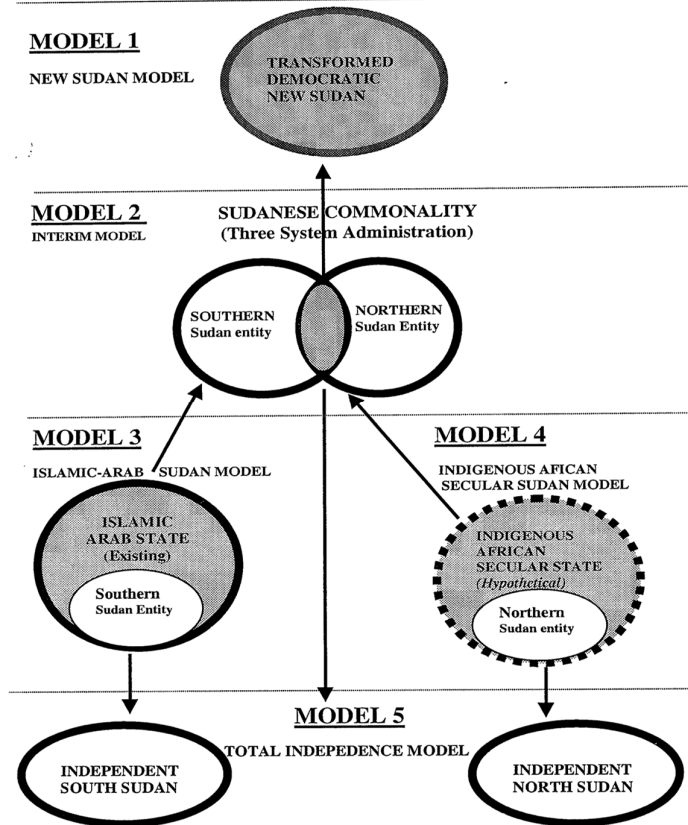 MODEL 1
NEW SUDAN MODEL
TRANSFORMED
DEMOCRATIC
NEW SUDAN
MODEL 2
INTERIM MODEL
SUDANESE COMMONALITY
(Three System Administration)
SOUTHERN
Sudan entity
NORTHERN
Sudan Entity
MODEL 3
ISLAMIC-ARAB SUDAN MODEL
ISLAMIC
ARAB STATE
(Existing)
Southern
Sudan Entity
MODEL 4
INDIGENOUS AFICAN
SECULAR SUDAN MODEL
INDIGENOUS
AFRICAN
SECULAR STATE
(Hypothetical)
Northern
Sudan entity
MODEL 5
TOTAL INDEPEDENCE MODEL
INDEPENDENT
SOUTH SUDAN
INDEPENDENT
NORTH SUDAN